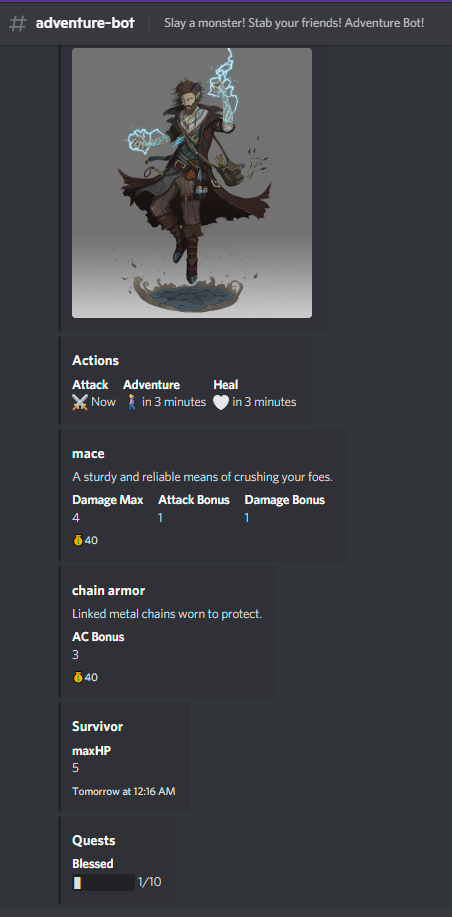 # adventure-bot Slay a monster! Stab your friends! Adventure Bot!
Actions
Attack Adventure Heal
⚔️ Now 🚶 in 3 minutes 🤍 in 3 minutes
mace
A sturdy and reliable means of crushing your foes.
Damage Max Attack Bonus Damage Bonus
4 1 1
💰 40
chain armor
Linked metal chains worn to protect.
AC Bonus
3
💰 40
Survivor
maxHP
5
Tomorrow at 12:16 AM
Quests
Blessed
1/10